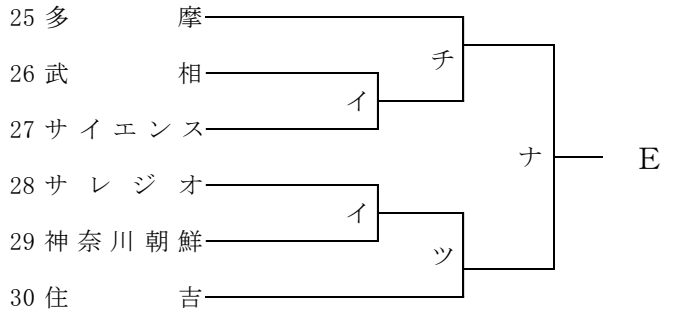 25 多摩
チ
26 武相
イ
27 サイエンス
ナ E
28 サレジオ
イ
29 神奈川朝鮮
ツ
30 住吉